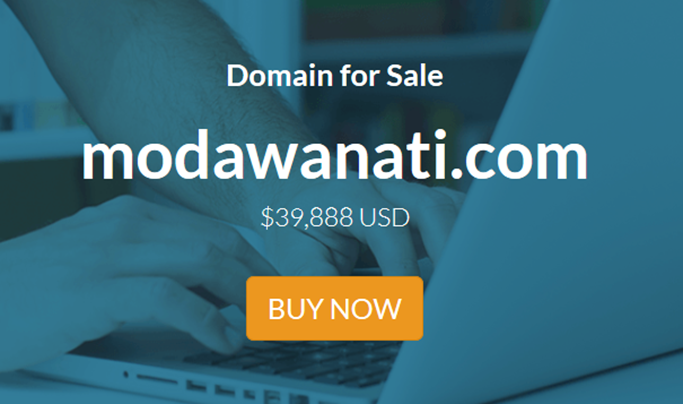 Domain for Sale
modawanati.com
$39,888 USD
BUY NOW